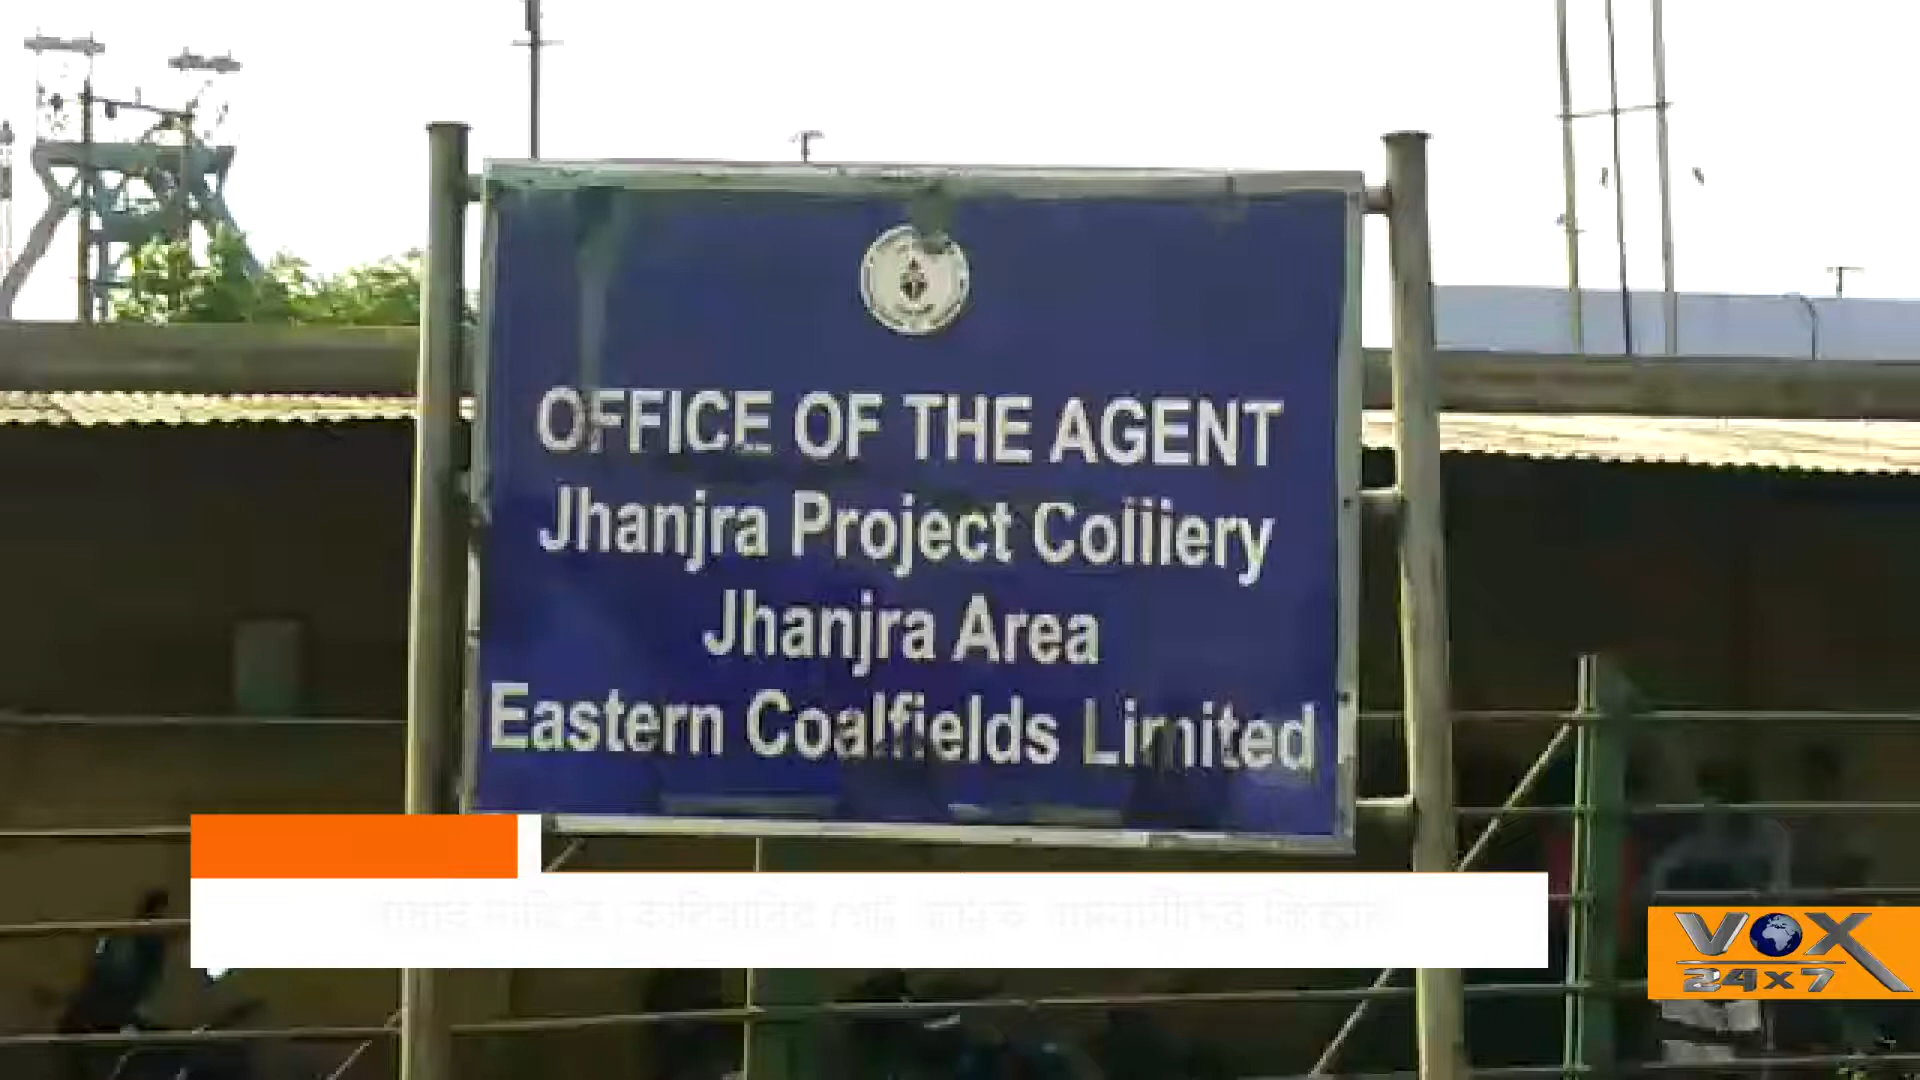 OFFICE OF THE AGENT
Jhanjra Project Colliery
Jhanjra Area
Eastern Coalfields Limited
VOX
24x7